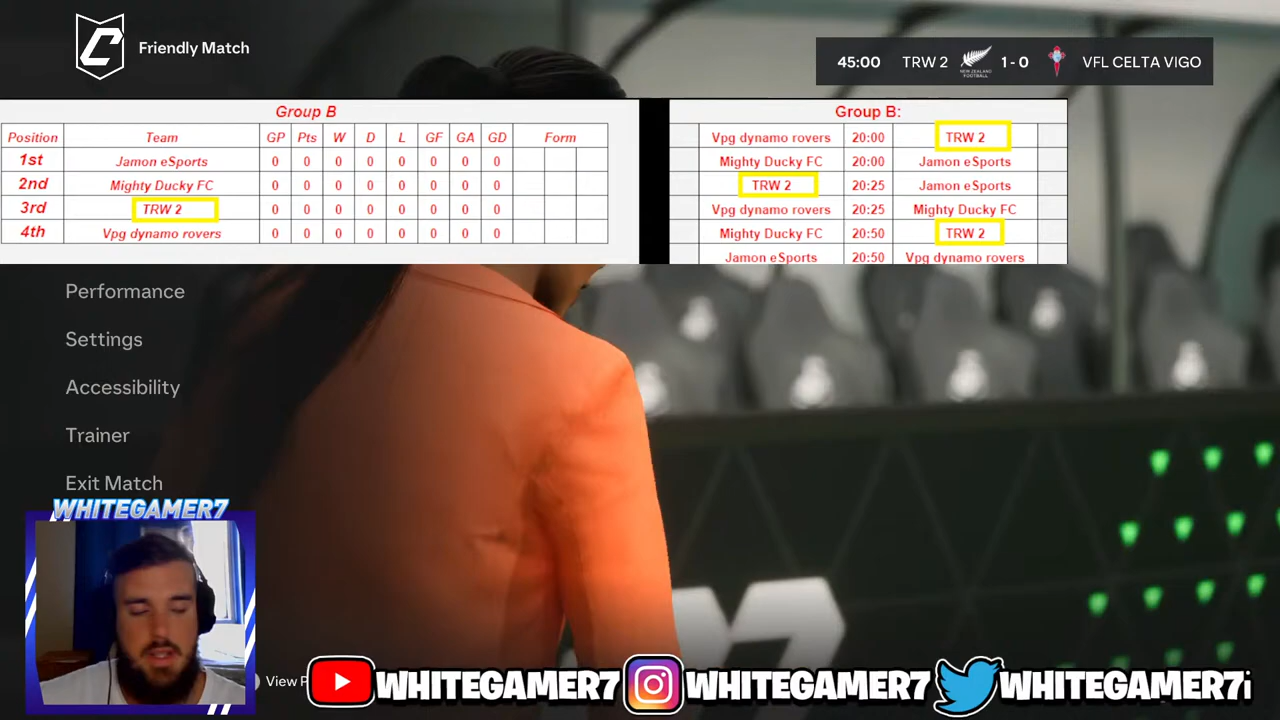 Friendly Match
45:00 TRW 2 NEW ZEALAND FOOTBALL 1 - 0 VFL CELTA VIGO
Group B
Position Team GP Pts W D L GF GA GD Form
1st Jamon eSports 0 0 0 0 0 0 0 0
2nd Mighty Ducky FC 0 0 0 0 0 0 0 0
3rd TRW 2 0 0 0 0 0 0 0 0
4th Vpg dynamo rovers 0 0 0 0 0 0 0 0
Group B:
Vpg dynamo rovers 20:00 TRW 2
Mighty Ducky FC 20:00 Jamon eSports
TRW 2 20:25 Jamon eSports
Vpg dynamo rovers 20:25 Mighty Ducky FC
Mighty Ducky FC 20:50 TRW 2
Jamon eSports 20:50 Vpg dynamo rovers
Performance
Settings
Accessibility
Trainer
Exit Match
WHITEGAMER7
View
WHITEGAMER7 WHITEGAMER7 WHITEGAMER7i